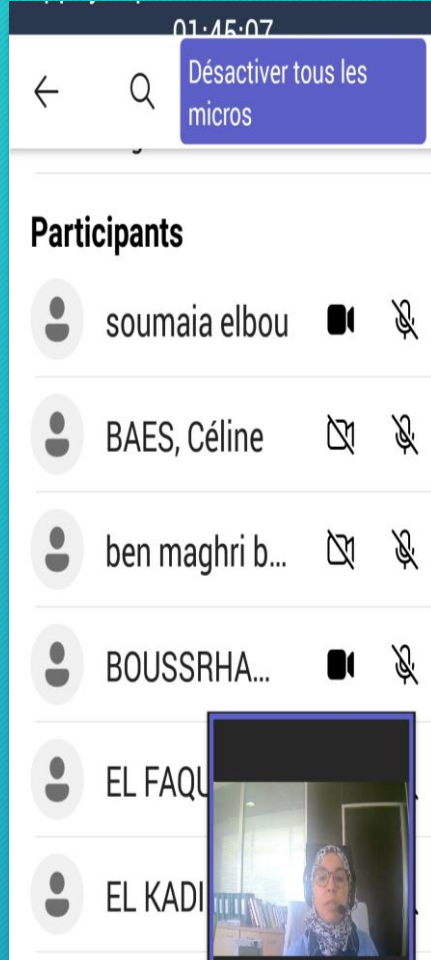 01:45:07
Désactiver tous les
micros
Participants
soumaia elbou
BAES, Céline
ben maghri b...
BOUSSRHA...
EL FAQU
EL KADI